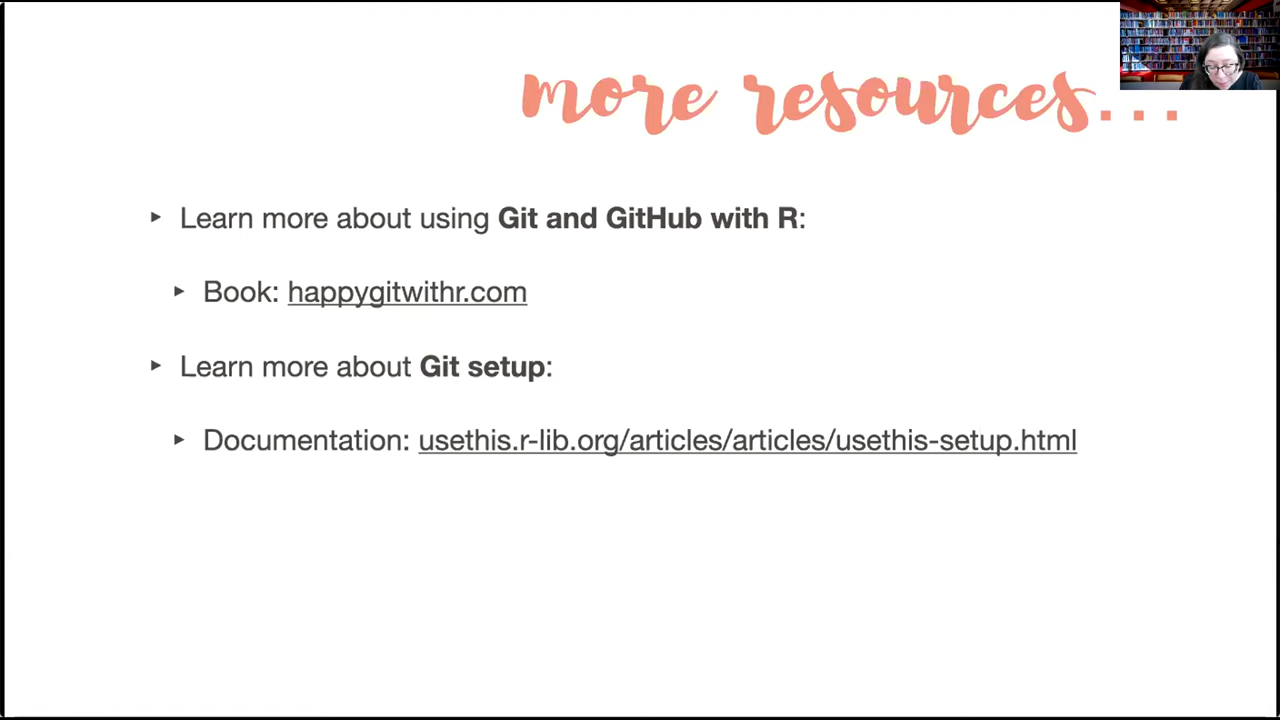 more resources...
‣ Learn more about using Git and GitHub with R:
‣ Book: happygitwithr.com
‣ Learn more about Git setup:
‣ Documentation: usethis.r-lib.org/articles/articles/usethis-setup.html